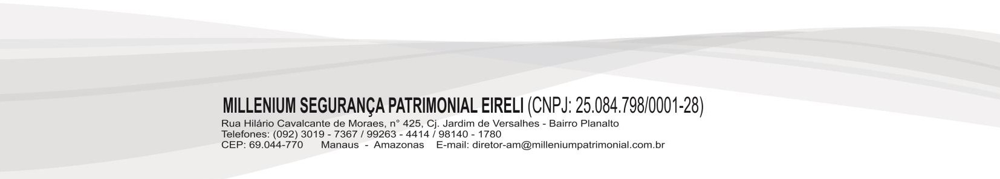 MILLENIUM SEGURANÇA PATRIMONIAL EIRELI (CNPJ: 25.084.798/0001-28)
Rua Hilário Cavalcante de Moraes, n° 425, Cj. Jardim de Versalhes - Bairro Planalto
Telefones: (092) 3019 - 7367 / 99263 - 4414 / 98140 - 1780
CEP: 69.044-770 Manaus - Amazonas E-mail: diretor-am@milleniumpatrimonial.com.br